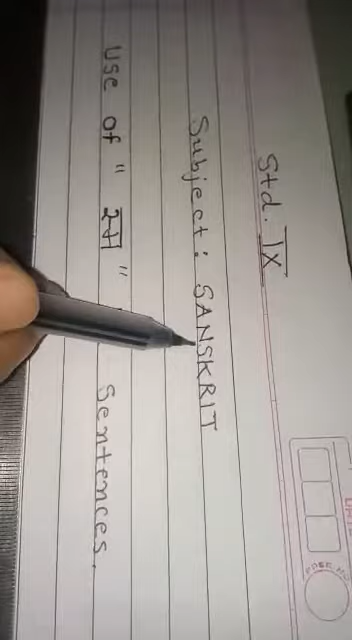 Std. IX
Subject : SANSKRIT
Use of " " Sentences.